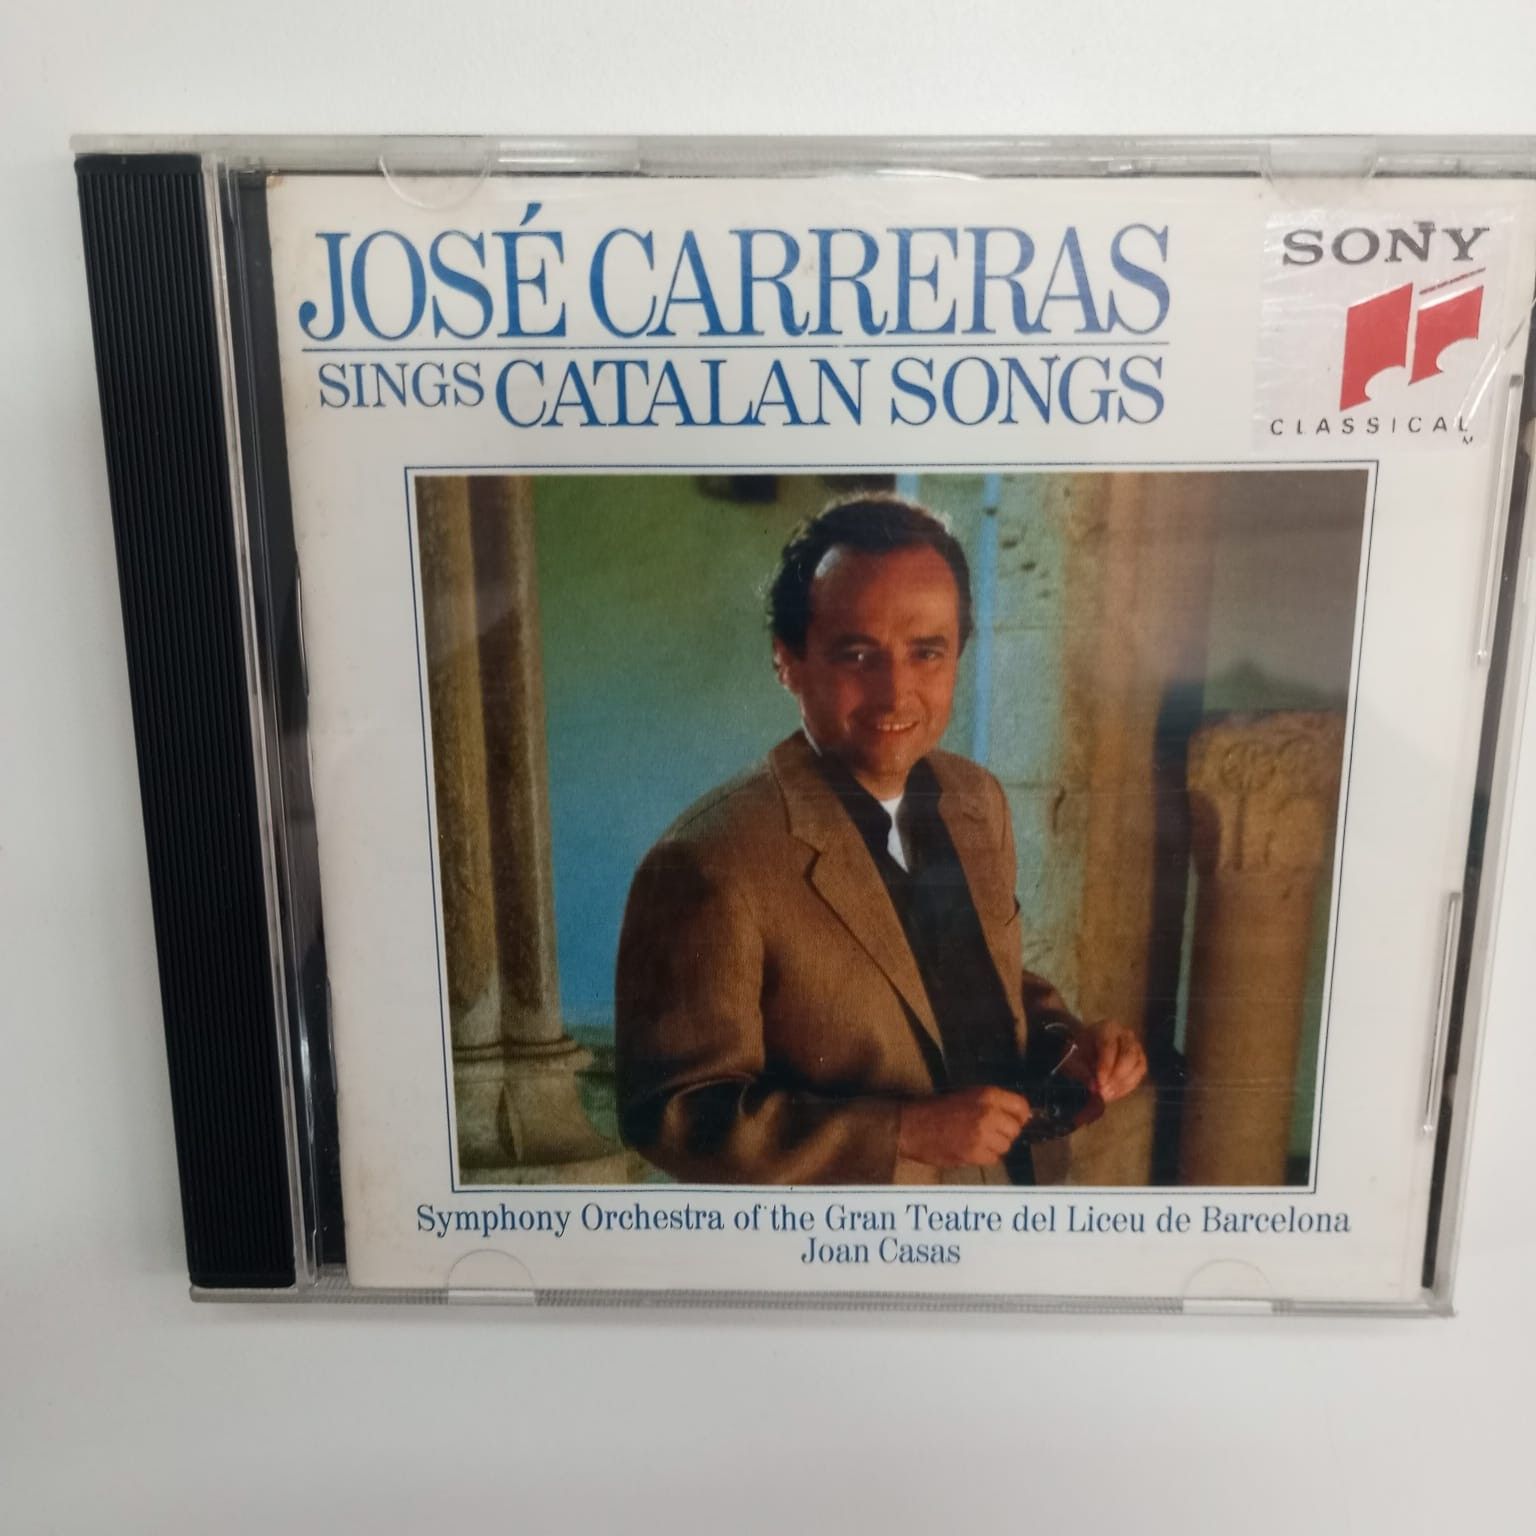 JOSÉ CARRERAS
SINGS CATALAN SONGS
SONY
CLASSICAL
Symphony Orchestra of the Gran Teatre del Liceu de Barcelona
Joan Casas